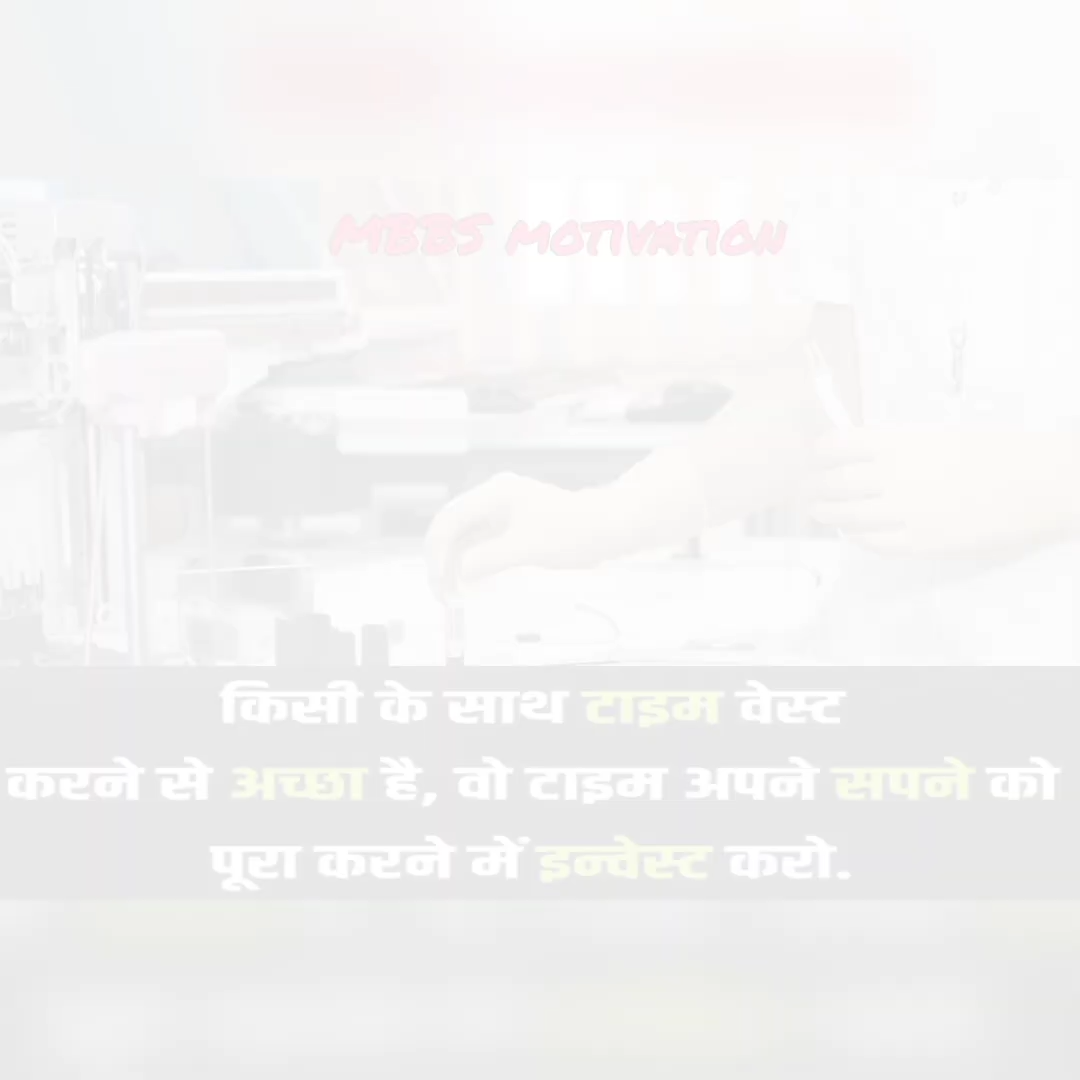 MBBS MOTIVATION
किसी के साथ टाइम वेस्ट
करने से अच्छा है, वो टाइम अपने सपने को
पूरा करने में इन्वेस्ट करो.